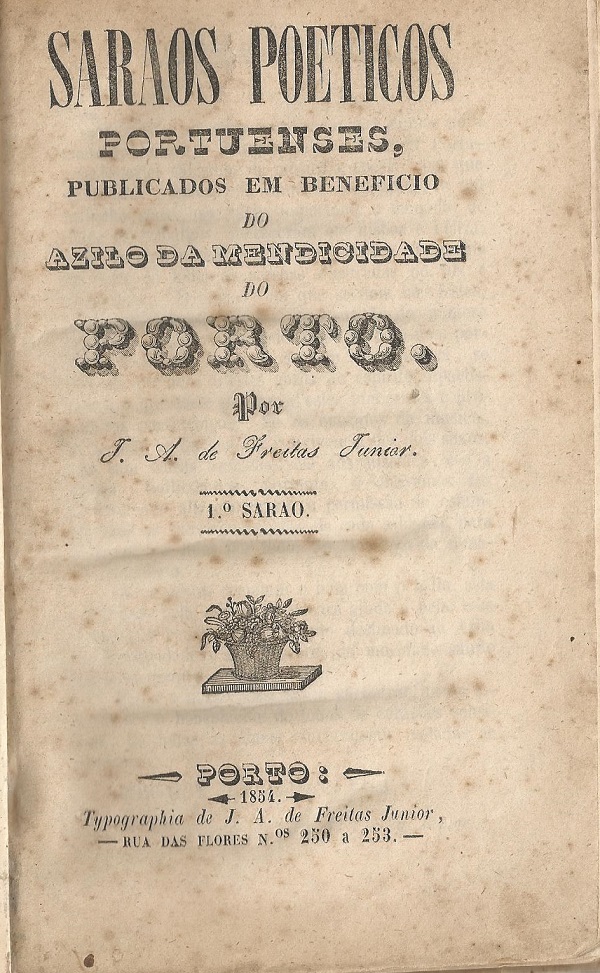 SARAOS POETICOS
PORTUENSES,
PUBLICADOS EM BENEFICIO
DO
AZILO DA MENDICIDADE
DO
PORTO.
Por
J. A. de Freitas Junior.
1.º SARAO.
PORTO:
1854.
Typographia de J. A. de Freitas Junior,
— RUA DAS FLORES N.OS 250 a 253. —